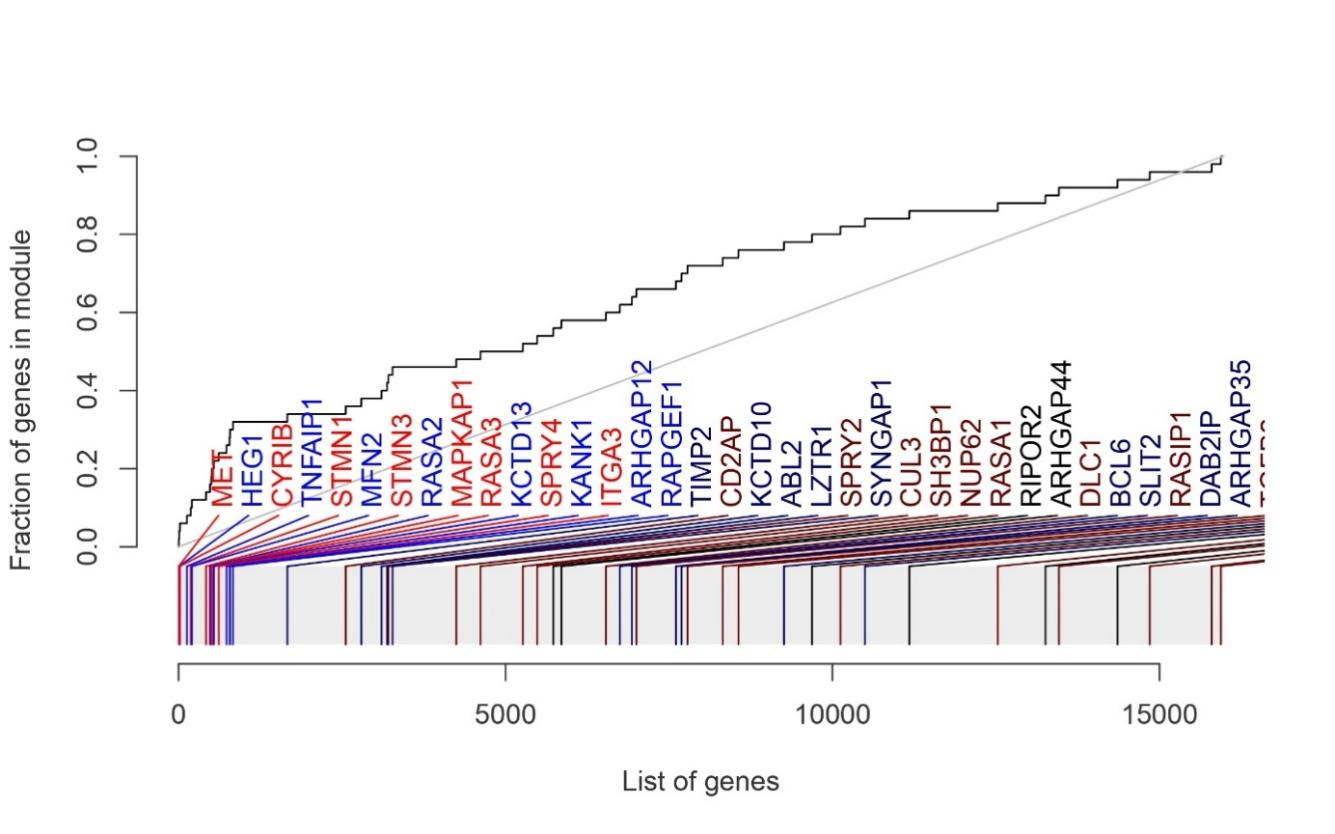 Fraction of genes in module
1.0
0.8
0.6
0.4
0.2
0.0
MET
HEG1
CYRIB
TNFAIP1
STMN1
MFN2
STMN3
RASA2
MAPKAP1
RASA3
KCTD13
SPRY4
KANK1
ITGA3
ARHGAP12
RAPGEF1
TIMP2
CD2AP
KCTD10
ABL2
LZTR1
SPRY2
SYNGAP1
CUL3
SH3BP1
NUP62
RASA1
RIPOR2
ARHGAP44
DLC1
BCL6
SLIT2
RASIP1
DAB2IP
ARHGAP35
0 5000 10000 15000
List of genes